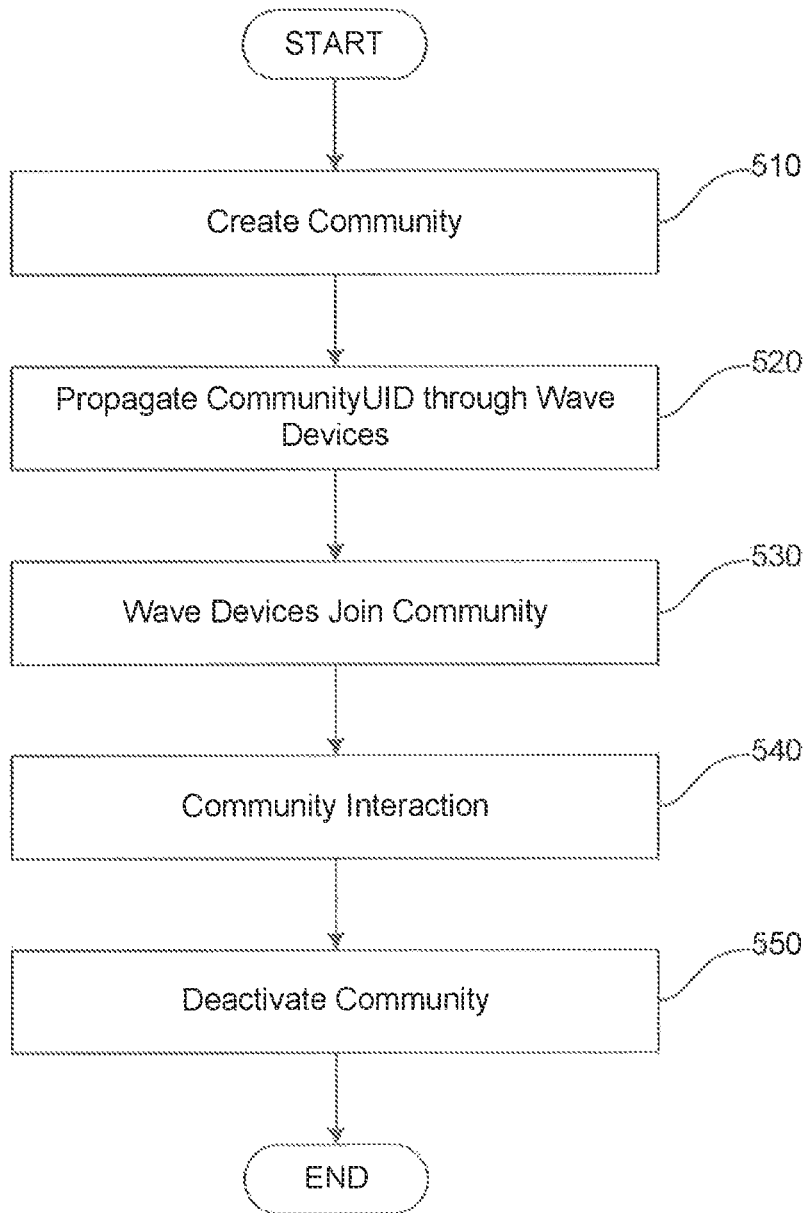 START
510
Create Community
520
Propagate CommunityUID through Wave
Devices
530
Wave Devices Join Community
540
Community Interaction
550
Deactivate Community
END